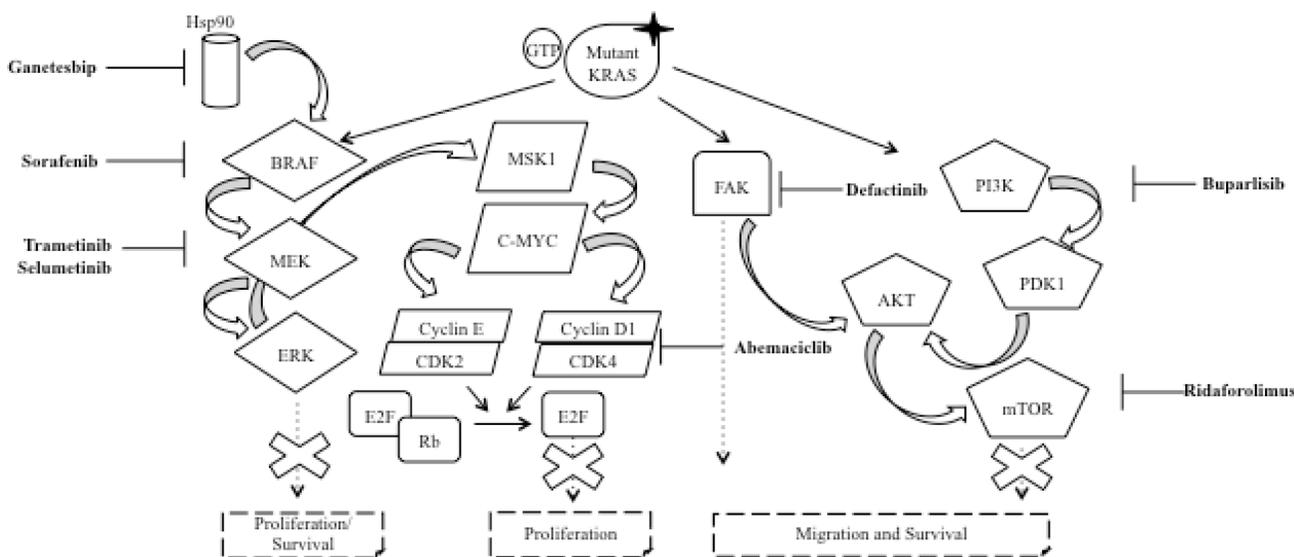 Hsp90
Ganetesbip
GTP
Mutant
KRAS
Sorafenib
BRAF
MSK1
FAK
Defactinib
PI3K
Buparlisib
Trametinib
Selumetinib
MEK
C-MYC
AKT
PDK1
ERK
Cyclin E
CDK2
Cyclin D1
CDK4
Abemaciclib
mTOR
Ridaforolimus
E2F
Rb
E2F
Proliferation/
Survival
Proliferation
Migration and Survival